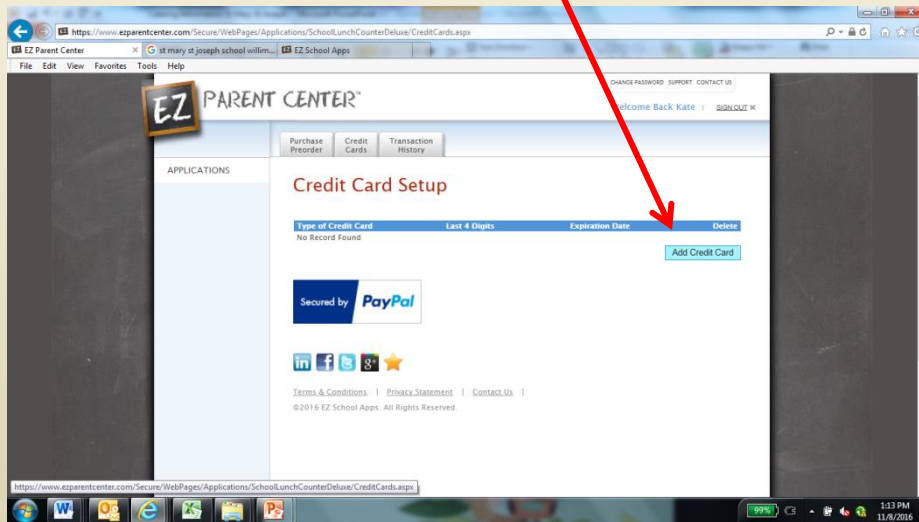 https://www.ezparentcenter.com/Secure/WebPages/Applications/SchoolLunchCounterDeluxe/CreditCards.aspx
EZ Parent Center
st mary st joseph school willim...
EZ School Apps
File Edit View Favorites Tools Help
EZ PARENT CENTER™
CHANGE PASSWORD SUPPORT CONTACT US
Welcome Back Kate | SIGN OUT
Purchase Preorder
Credit Cards
Transaction History
APPLICATIONS
Credit Card Setup
Type of Credit Card Last 4 Digits Expiration Date Delete
No Record Found
Add Credit Card
Secured by PayPal
in f g+
Terms & Conditions | Privacy Statement | Contact Us |
©2016 EZ School Apps. All Rights Reserved.
https://www.ezparentcenter.com/Secure/WebPages/Applications/SchoolLunchCounterDeluxe/CreditCards.aspx
99%
1:13 PM
11/8/2016